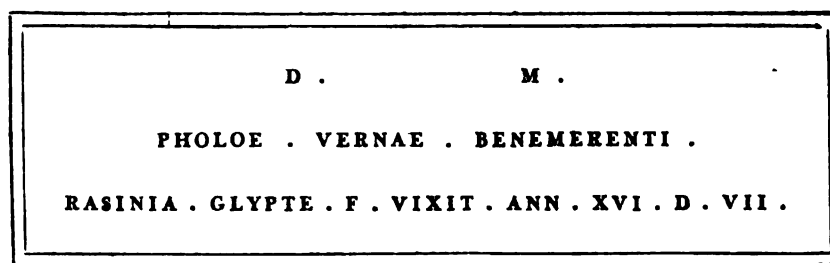 D . M .
PHOLOE . VERNAE . BENEMERENTI .
RASINIA . GLYPTE . F . VIXIT . ANN . XVI . D . VII .